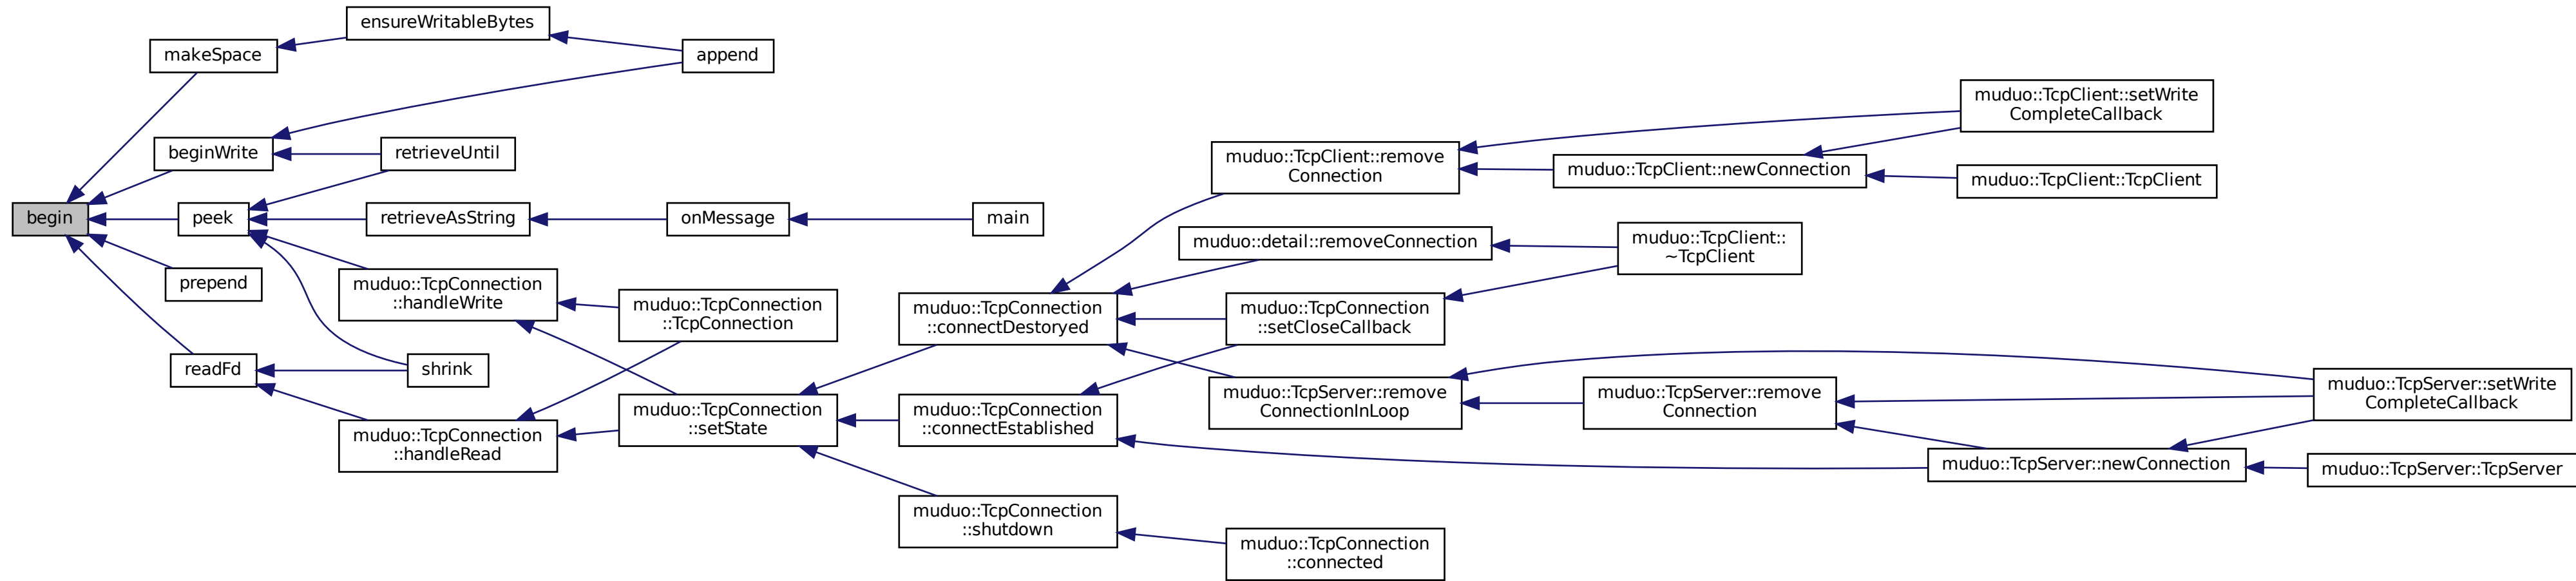 ensureWritableBytes
makeSpace
append
muduo::TcpClient::setWrite
CompleteCallback
beginWrite
retrieveUntil
muduo::TcpClient::remove
Connection
muduo::TcpClient::newConnection
muduo::TcpClient::TcpClient
begin
peek
retrieveAsString
onMessage
main
muduo::detail::removeConnection
muduo::TcpClient::
~TcpClient
prepend
muduo::TcpConnection
::handleWrite
muduo::TcpConnection
::TcpConnection
muduo::TcpConnection
::connectDestoryed
muduo::TcpConnection
::setCloseCallback
readFd
shrink
muduo::TcpConnection
::handleRead
muduo::TcpConnection
::setState
muduo::TcpConnection
::connectEstablished
muduo::TcpServer::remove
ConnectionInLoop
muduo::TcpServer::remove
Connection
muduo::TcpServer::setWrite
CompleteCallback
muduo::TcpServer::newConnection
muduo::TcpServer::TcpServer
muduo::TcpConnection
::shutdown
muduo::TcpConnection
::connected